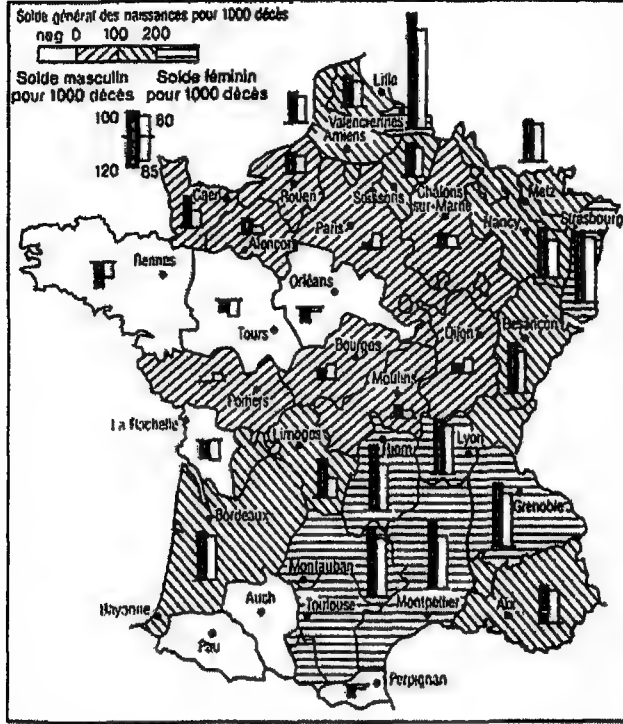 Solde général des naissances pour 1000 décès
neg 0 100 200
Solde masculin Solde féminin
pour 1000 décès pour 1000 décès
100 80
120 85
Lille
Valenciennes
Amiens
Caen
Rouen
Soissons
Châlons
sur-Marne
Metz
Nancy
Strasbourg
Paris
Alençon
Rennes
Orléans
Tours
Dijon
Besançon
Bourges
Moulins
Poitiers
La Rochelle
Limoges
Riom
Lyon
Grenoble
Bordeaux
Montauban
Auch
Toulouse
Montpellier
Aix
Bayonne
Pau
Perpignan